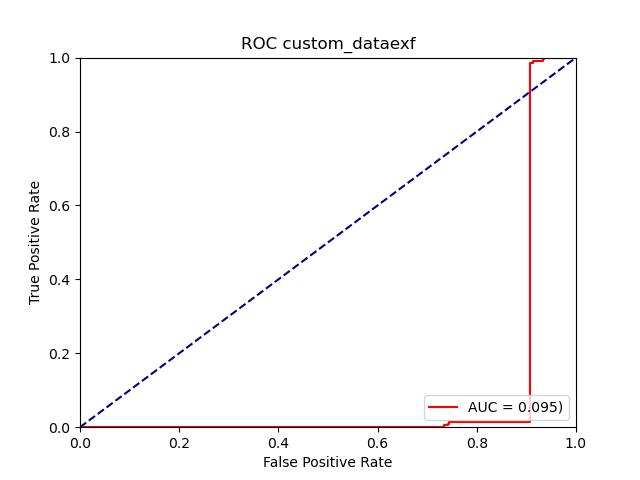 ROC custom_dataexf
1.0
0.8
0.6
0.4
0.2
0.0
True Positive Rate
AUC = 0.095)
0.0 0.2 0.4 0.6 0.8 1.0
False Positive Rate